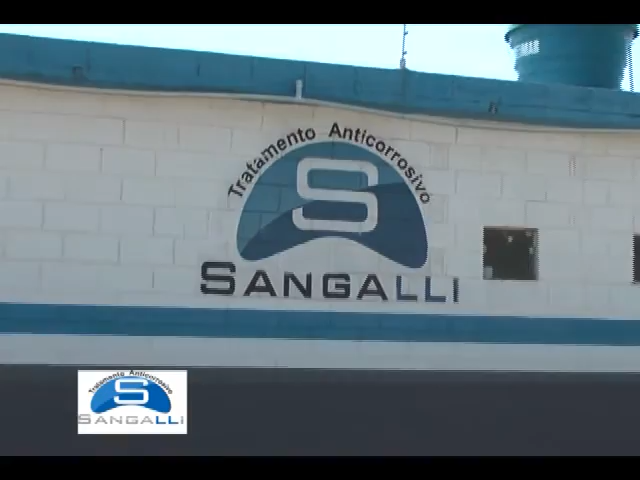 Tratamento Anticorrosivo
S
SANGALLI
Tratamento Anticorrosivo
S
SANGALLI